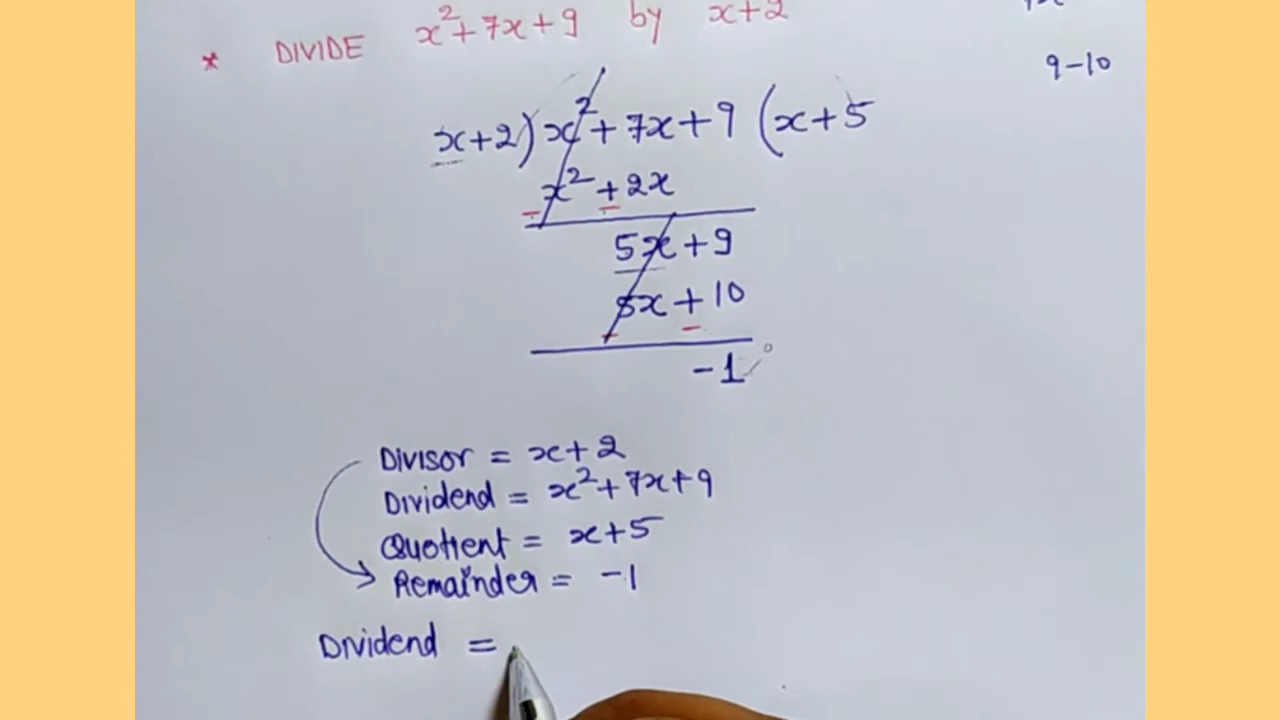 * DIVIDE x²+7x+9 by x+2
9-10
x+2)x²+7x+9(x+5
x²+2x
5x+9
5x+10
-1
Divisor = x+2
Dividend = x²+7x+9
Quotient = x+5
Remainder = -1
Dividend =